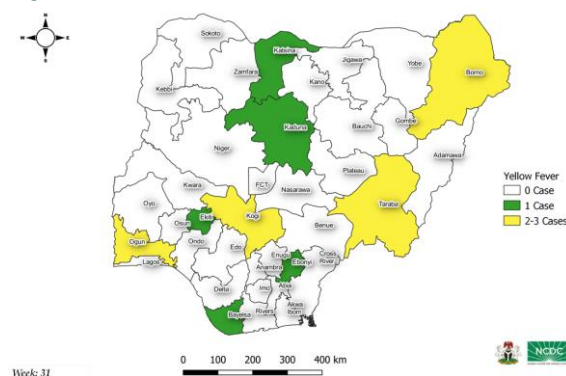 N
W
E
S
Sokoto
Katsina
Jigawa
Yobe
Borno
Zamfara
Kano
Kebbi
Kaduna
Bauchi
Gombe
Niger
Adamawa
Plateau
Kwara
FCT
Nasarawa
Oyo
Taraba
Osun
Ekiti
Kogi
Benue
Ogun
Ondo
Edo
Lagos
Enugu
Ebonyi
Cross
River
Anambra
Delta
Imo
Abia
Bayelsa
Rivers
Akwa
Ibom
Yellow Fever
0 Case
1 Case
2-3 Cases
Week: 31
0 100 200 300 400 km
NCDC